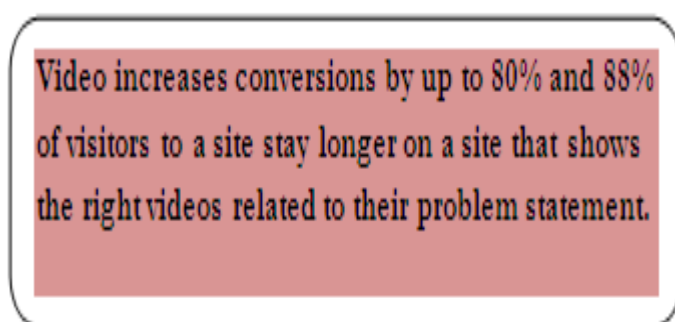 Video increases conversions by up to 80% and 88%
of visitors to a site stay longer on a site that shows
the right videos related to their problem statement.